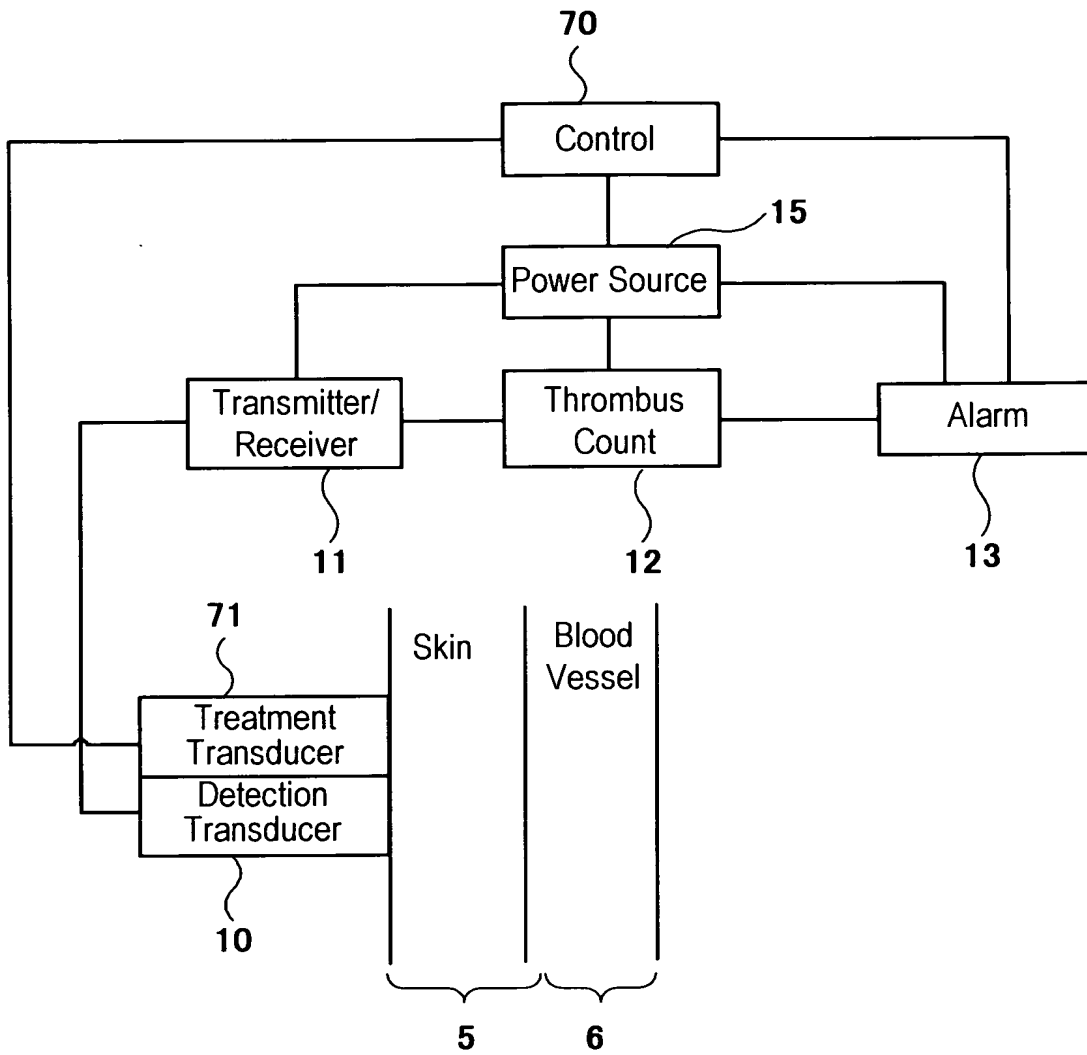 70
Control
15
Power Source
Transmitter/
Receiver
Thrombus
Count
Alarm
11
12
13
71
Skin
Blood
Vessel
Treatment
Transducer
Detection
Transducer
10
5
6